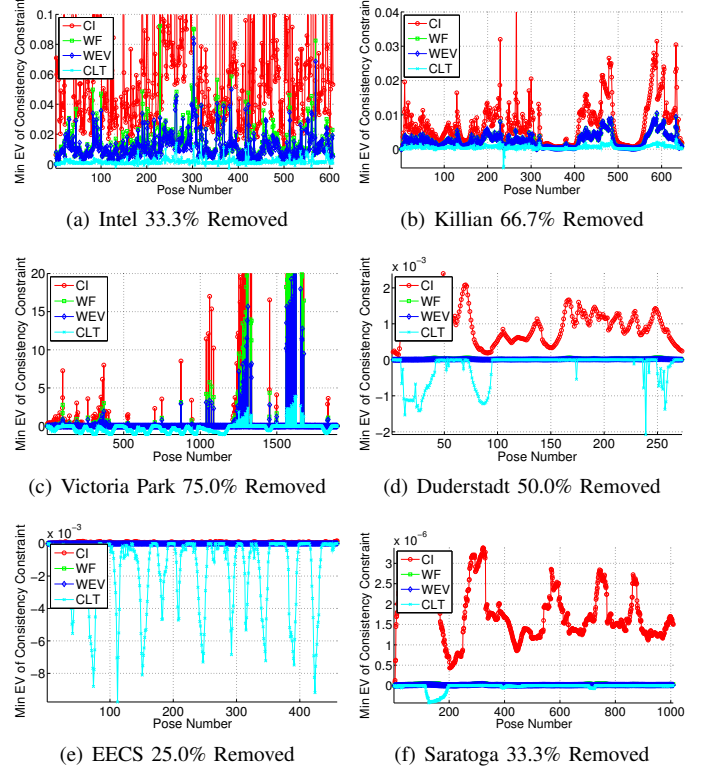 0.1
0.08
0.06
0.04
0.02
0
Min EV of Consistency Constraint
CI
WF
WEV
CLT
100 200 300 400 500 600
Pose Number
(a) Intel 33.3% Removed
0.04
0.03
0.02
0.01
0
Min EV of Consistency Constraint
CI
WF
WEV
CLT
100 200 300 400 500 600
Pose Number
(b) Killian 66.7% Removed
20
15
10
5
0
Min EV of Consistency Constraint
CI
WF
WEV
CLT
500 1000 1500
Pose Number
(c) Victoria Park 75.0% Removed
x 10⁻³
2
1
0
−1
−2
Min EV of Consistency Constraint
CI
WF
WEV
CLT
50 100 150 200 250
Pose Number
(d) Duderstadt 50.0% Removed
x 10⁻³
0
−2
−4
−6
−8
Min EV of Consistency Constraint
CI
WF
WEV
CLT
100 200 300 400
Pose Number
(e) EECS 25.0% Removed
x 10⁻⁶
3
2.5
2
1.5
1
0.5
0
Min EV of Consistency Constraint
CI
WF
WEV
CLT
200 400 600 800 1000
Pose Number
(f) Saratoga 33.3% Removed